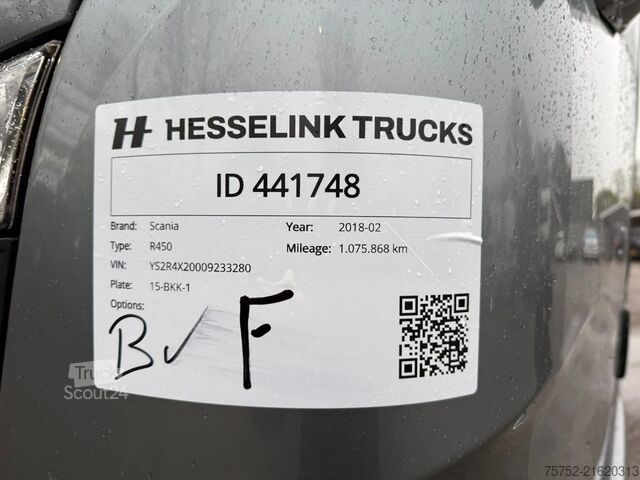 HESSELINK TRUCKS
ID 441748
Brand: Scania Year: 2018-02
Type: R450 Mileage: 1.075.868 km
VIN: YS2R4X20009233280
Plate: 15-BKK-1
Options:
B✓ F
Truck
Scout24
75752-21620313